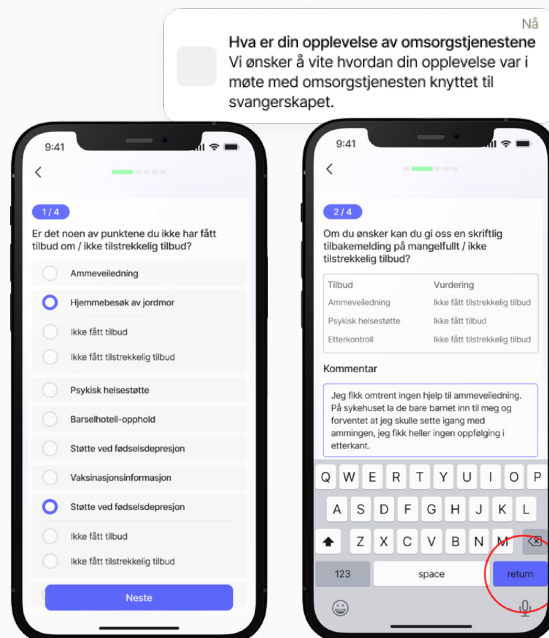 Nå
Hva er din opplevelse av omsorgstjenestene
Vi ønsker å vite hvordan din opplevelse var i
møte med omsorgstjenesten knyttet til
svangerskapet.
9:41
1/4
Er det noen av punktene du ikke har fått
tilbud om / ikke tilstrekkelig tilbud?
Ammeveiledning
Hjemmebesøk av jordmor
Ikke fått tilbud
Ikke fått tilstrekkelig tilbud
Psykisk helsestøtte
Barselhotell-opphold
Støtte ved fødselsdepresjon
Vaksinasjonsinformasjon
Støtte ved fødselsdepresjon
Ikke fått tilbud
Ikke fått tilstrekkelig tilbud
Neste
9:41
2/4
Om du ønsker kan du gi oss en skriftlig
tilbakemelding på mangelfullt / ikke
tilstrekkelig tilbud?
Tilbud Vurdering
Ammeveiledning Ikke fått tilstrekkelig tilbud
Psykisk helsestøtte Ikke fått tilbud
Etterkontroll Ikke fått tilstrekkelig tilbud
Kommentar
Jeg fikk omtrent ingen hjelp til ammeveiledning.
På sykehuset la de bare barnet inn til meg og
forventet at jeg skulle sette igang med
ammingen, jeg fikk heller ingen oppfølging i
etterkant.
Q W E R T Y U I O P
A S D F G H J K L
Z X C V B N M
123 space return